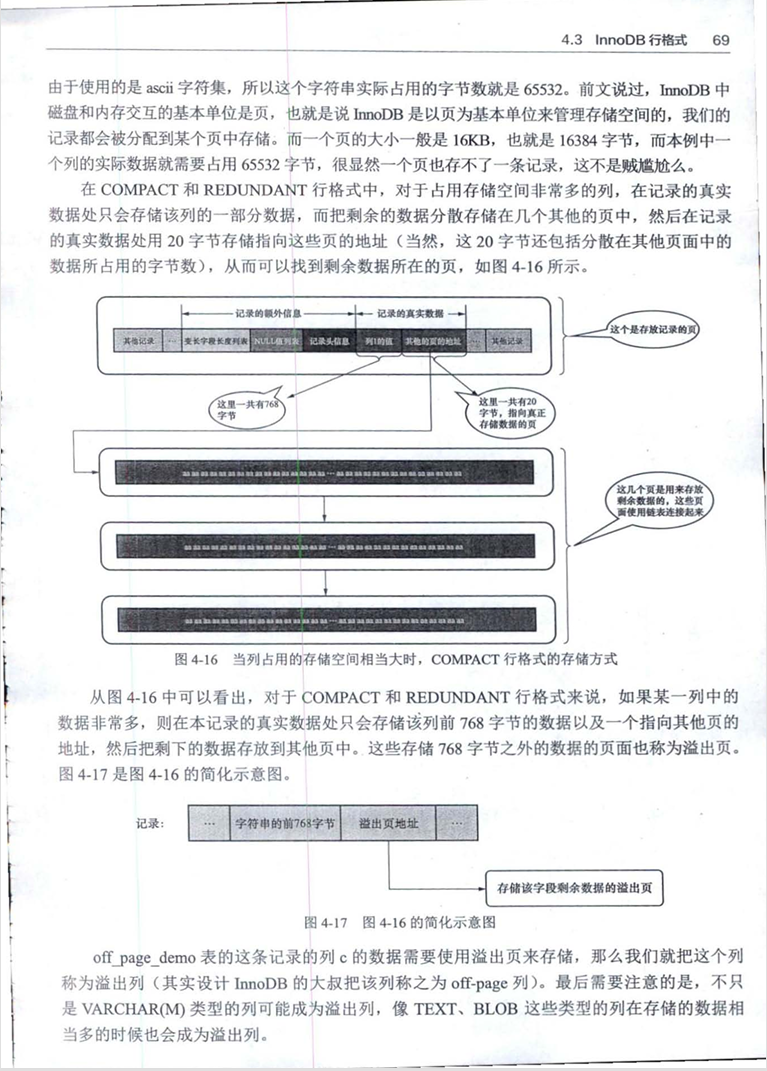 4.3 InnoDB 行格式 69
由于使用的是 ascii 字符集，所以这个字符串实际占用的字节数就是 65532。前文说过，InnoDB 中
磁盘和内存交互的基本单位是页，也就是说 InnoDB 是以页为基本单位来管理存储空间的，我们的
记录都会被分配到某个页中存储。而一个页的大小一般是 16KB，也就是 16384 字节，而本例中一
个列的实际数据就需要占用 65532 字节，很显然一个页也存不了一条记录，这不是贼尴尬么。
在 COMPACT 和 REDUNDANT 行格式中，对于占用存储空间非常多的列，在记录的真实
数据处只会存储该列的一部分数据，而把剩余的数据分散存储在几个其他的页中，然后在记录
的真实数据处用 20 字节存储指向这些页的地址（当然，这 20 字节还包括分散在其他页面中的
数据所占用的字节数），从而可以找到剩余数据所在的页，如图 4-16 所示。
记录的额外信息 记录的真实数据
这个是存放记录的页
其他记录 … 变长字段长度列表 NULL值列表 记录头信息 列1的值 其他的页的地址 … 其他记录
这里一共有768
字节
这里一共有20
字节，指向真正
存储数据的页
这几个页是用来存放
剩余数据的，这些页
面使用链表连接起来
图 4-16 当列占用的存储空间相当大时，COMPACT 行格式的存储方式
从图 4-16 中可以看出，对于 COMPACT 和 REDUNDANT 行格式来说，如果某一列中的
数据非常多，则在本记录的真实数据处只会存储该列前 768 字节的数据以及一个指向其他页的
地址，然后把剩下的数据存放到其他页中。这些存储 768 字节之外的数据的页面也称为溢出页。
图 4-17 是图 4-16 的简化示意图。
记录： … 字符串的前768字节 溢出页地址 …
存储该字段剩余数据的溢出页
图 4-17 图 4-16 的简化示意图
off_page_demo 表的这条记录的列 c 的数据需要使用溢出页来存储，那么我们就把这个列
称为溢出列（其实设计 InnoDB 的大叔把该列称之为 off-page 列）。最后需要注意的是，不只
是 VARCHAR(M) 类型的列可能成为溢出列，像 TEXT、BLOB 这些类型的列在存储的数据相
当多的时候也会成为溢出列。